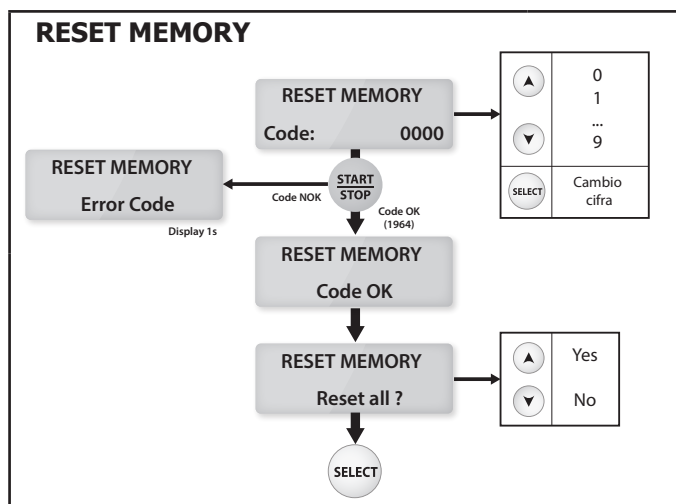 RESET MEMORY
RESET MEMORY
Code: 0000
0
1
...
9
SELECT
Cambio
cifra
START
STOP
Code NOK
Code OK
(1964)
RESET MEMORY
Error Code
Display 1s
RESET MEMORY
Code OK
RESET MEMORY
Reset all ?
Yes
No
SELECT